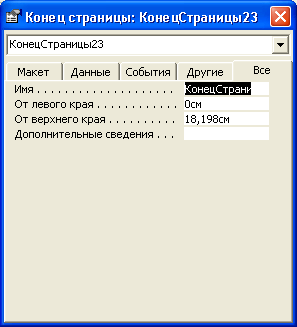 Конец страницы: КонецСтраницы23
КонецСтраницы23
Макет Данные События Другие Все
Имя . . . . . . . . . . . . . . . . . . . . . КонецСтрани
От левого края . . . . . . . . . . . . 0см
От верхнего края . . . . . . . . . . 18,198см
Дополнительные сведения . . .